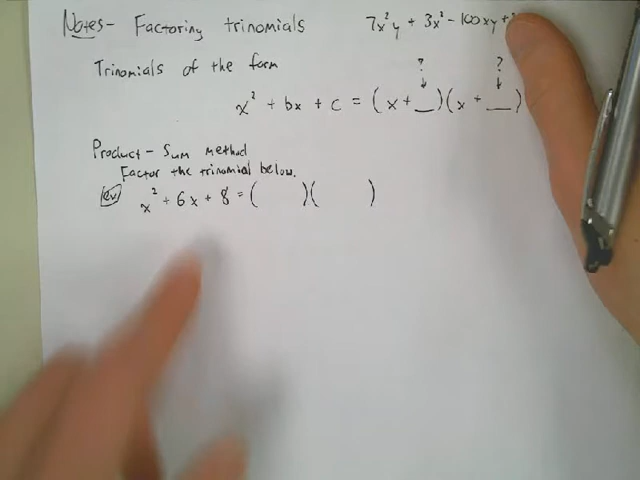 Notes - Factoring trinomials
7x²y + 3x² - 100xy +
Trinomials of the form
? ?
x² + bx + c = (x + __)(x + __)
Product - Sum method
Factor the trinomial below.
ex x² + 6x + 8 = ( )( )